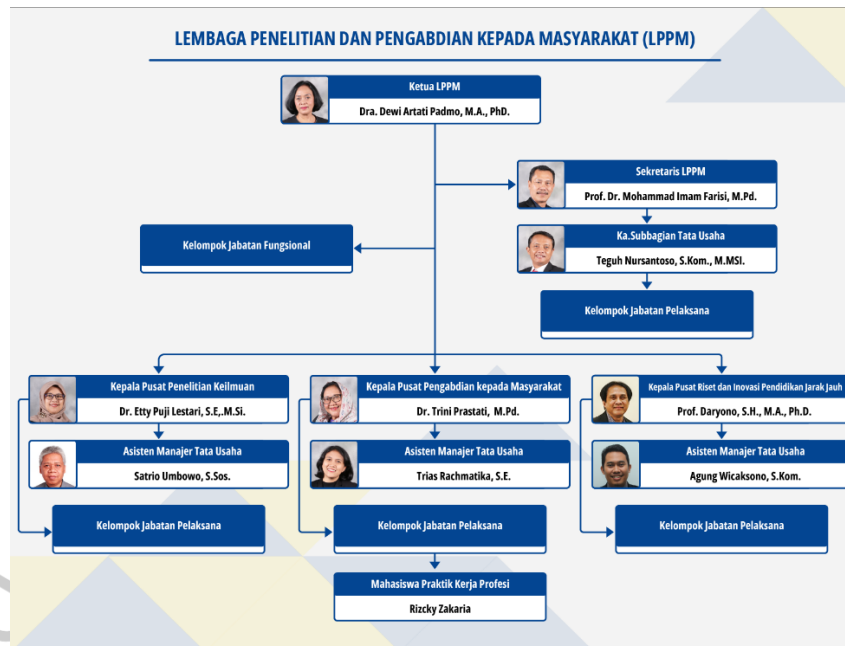 LEMBAGA PENELITIAN DAN PENGABDIAN KEPADA MASYARAKAT (LPPM)
Ketua LPPM
Dra. Dewi Artati Padmo, M.A., PhD.
Sekretaris LPPM
Prof. Dr. Mohammad Imam Farisi, M.Pd.
Kelompok Jabatan Fungsional
Ka.Subbagian Tata Usaha
Teguh Nursantoso, S.Kom., M.MSI.
Kelompok Jabatan Pelaksana
Kepala Pusat Penelitian Keilmuan
Dr. Etty Puji Lestari, S.E,.M.Si.
Kepala Pusat Pengabdian kepada Masyarakat
Dr. Trini Prastati, M.Pd.
Kepala Pusat Riset dan Inovasi Pendidikan Jarak Jauh
Prof. Daryono, S.H., M.A., Ph.D.
Asisten Manajer Tata Usaha
Satrio Umbowo, S.Sos.
Asisten Manajer Tata Usaha
Trias Rachmatika, S.E.
Asisten Manajer Tata Usaha
Agung Wicaksono, S.Kom.
Kelompok Jabatan Pelaksana
Kelompok Jabatan Pelaksana
Kelompok Jabatan Pelaksana
Mahasiswa Praktik Kerja Profesi
Rizcky Zakaria